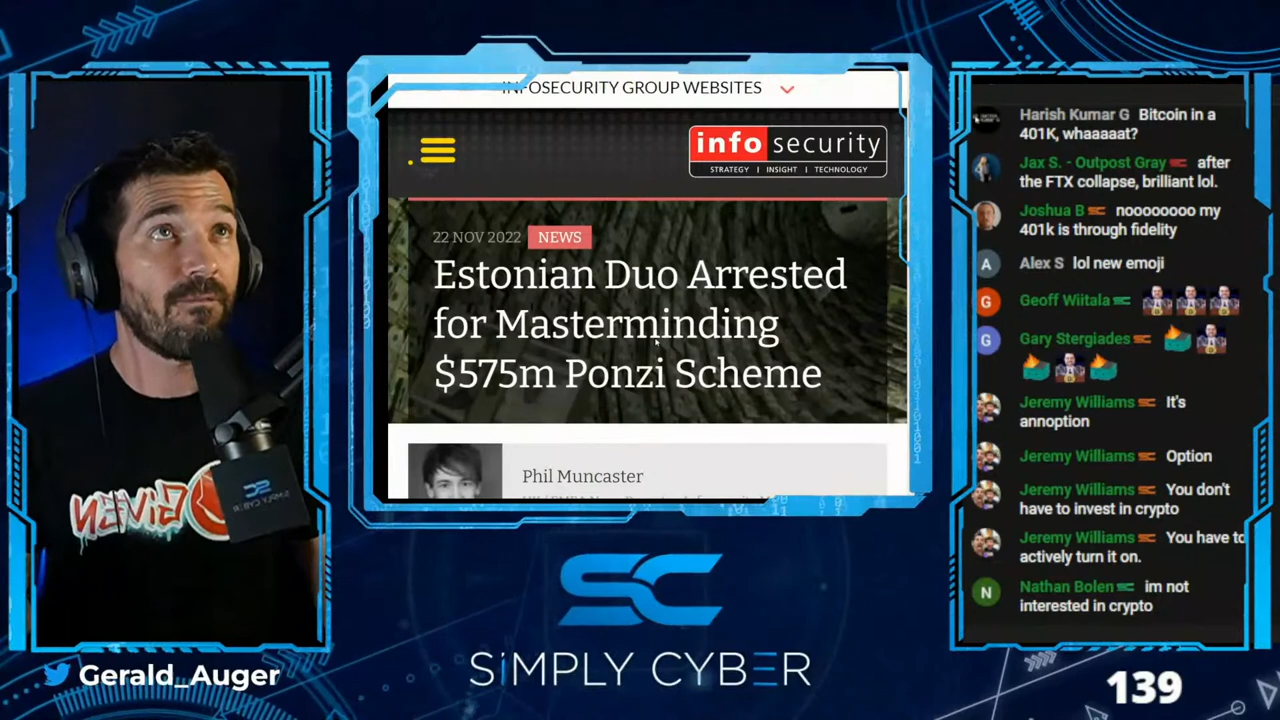 INFOSECURITY GROUP WEBSITES
info security
STRATEGY | INSIGHT | TECHNOLOGY
22 NOV 2022 NEWS
Estonian Duo Arrested
for Masterminding
$575m Ponzi Scheme
Phil Muncaster
SIMPLY CYBER
SC
SIMPLY CYBER
Gerald_Auger
Harish Kumar G Bitcoin in a
401K, whaaaaat?
Jax S. - Outpost Gray after
the FTX collapse, brilliant lol.
Joshua B noooooooo my
401k is through fidelity
A Alex S lol new emoji
G Geoff Wiitala
G Gary Stergiades
Jeremy Williams It's
annoption
Jeremy Williams Option
Jeremy Williams You don't
have to invest in crypto
Jeremy Williams You have to
actively turn it on.
N Nathan Bolen im not
interested in crypto
139